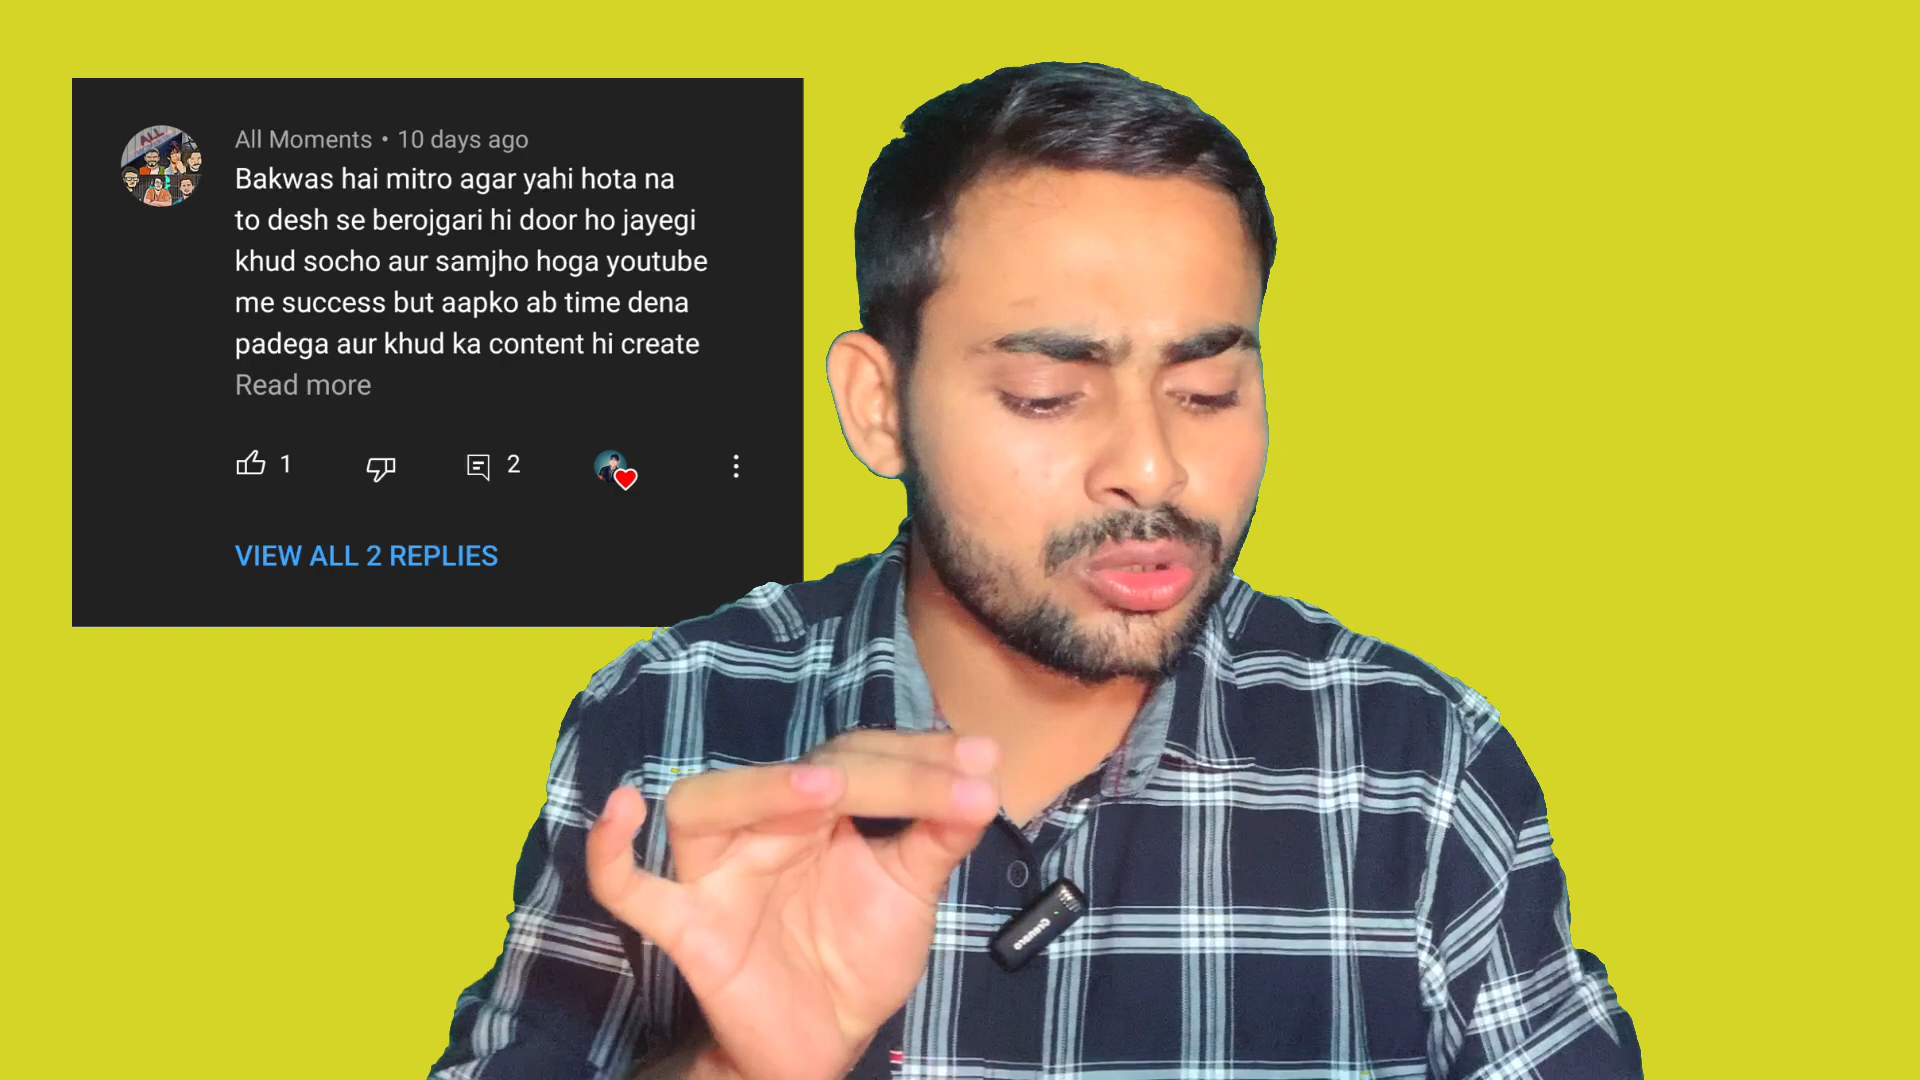 All Moments • 10 days ago
Bakwas hai mitro agar yahi hota na
to desh se berojgari hi door ho jayegi
khud socho aur samjho hoga youtube
me success but aapko ab time dena
padega aur khud ka content hi create
Read more
1
2
VIEW ALL 2 REPLIES